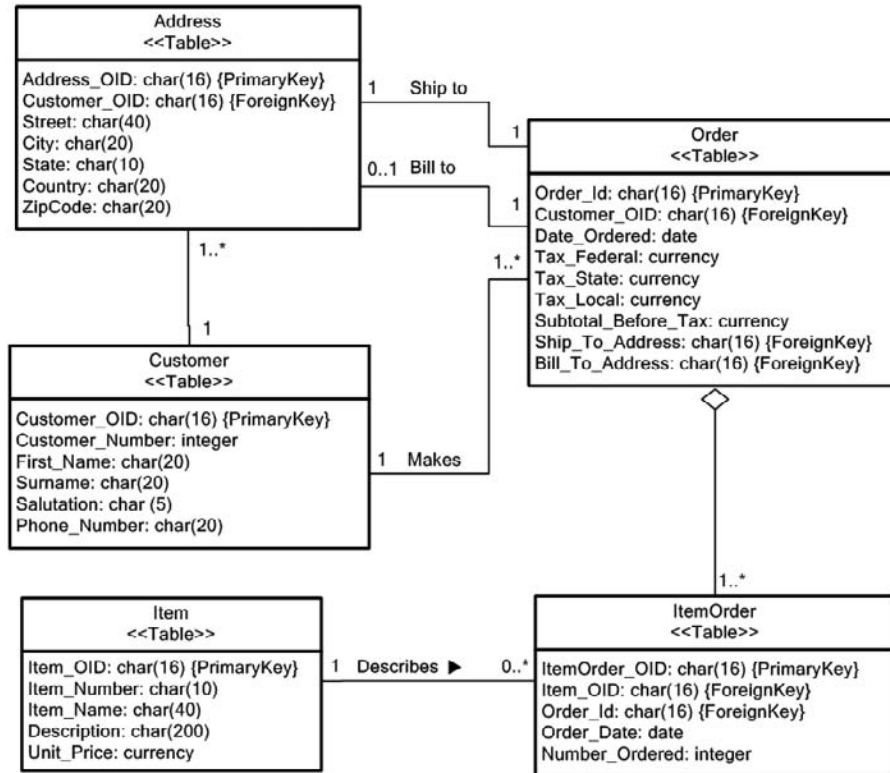 Address
<<Table>>
Address_OID: char(16) {PrimaryKey}
Customer_OID: char(16) {ForeignKey}
Street: char(40)
City: char(20)
State: char(10)
Country: char(20)
ZipCode: char(20)
1 Ship to
1
0..1 Bill to
1
Order
<<Table>>
Order_Id: char(16) {PrimaryKey}
Customer_OID: char(16) {ForeignKey}
Date_Ordered: date
Tax_Federal: currency
Tax_State: currency
Tax_Local: currency
Subtotal_Before_Tax: currency
Ship_To_Address: char(16) {ForeignKey}
Bill_To_Address: char(16) {ForeignKey}
1..*
1
1..*
Customer
<<Table>>
Customer_OID: char(16) {PrimaryKey}
Customer_Number: integer
First_Name: char(20)
Surname: char(20)
Salutation: char (5)
Phone_Number: char(20)
1 Makes
1..*
Item
<<Table>>
Item_OID: char(16) {PrimaryKey}
Item_Number: char(10)
Item_Name: char(40)
Description: char(200)
Unit_Price: currency
1 Describes ▶ 0..*
ItemOrder
<<Table>>
ItemOrder_OID: char(16) {PrimaryKey}
Item_OID: char(16) {ForeignKey}
Order_Id: char(16) {ForeignKey}
Order_Date: date
Number_Ordered: integer